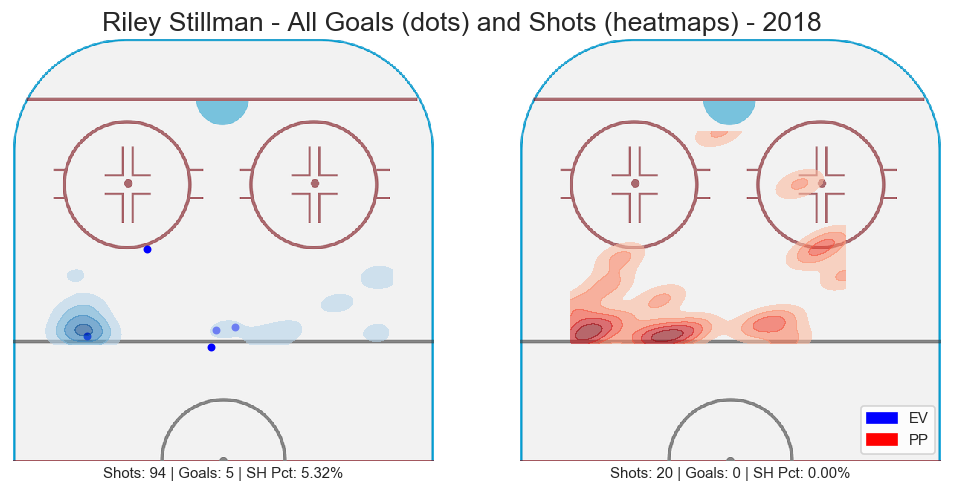 Riley Stillman - All Goals (dots) and Shots (heatmaps) - 2018
EV
PP
Shots: 94 | Goals: 5 | SH Pct: 5.32%
Shots: 20 | Goals: 0 | SH Pct: 0.00%